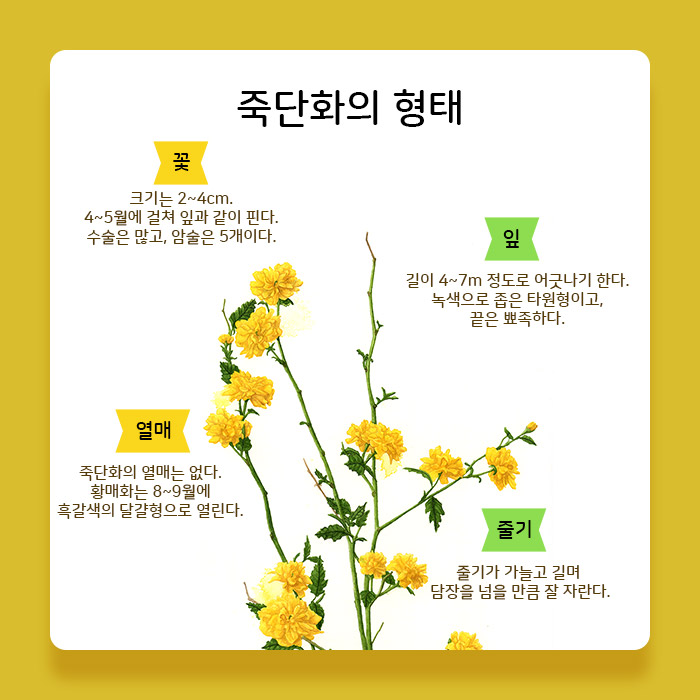 죽단화의 형태
꽃
크기는 2~4cm.
4~5월에 걸쳐 잎과 같이 핀다.
수술은 많고, 암술은 5개이다.
잎
길이 4~7m 정도로 어긋나기 한다.
녹색으로 좁은 타원형이고,
끝은 뾰족하다.
열매
죽단화의 열매는 없다.
황매화는 8~9월에
흑갈색의 달걀형으로 열린다.
줄기
줄기가 가늘고 길며
담장을 넘을 만큼 잘 자란다.